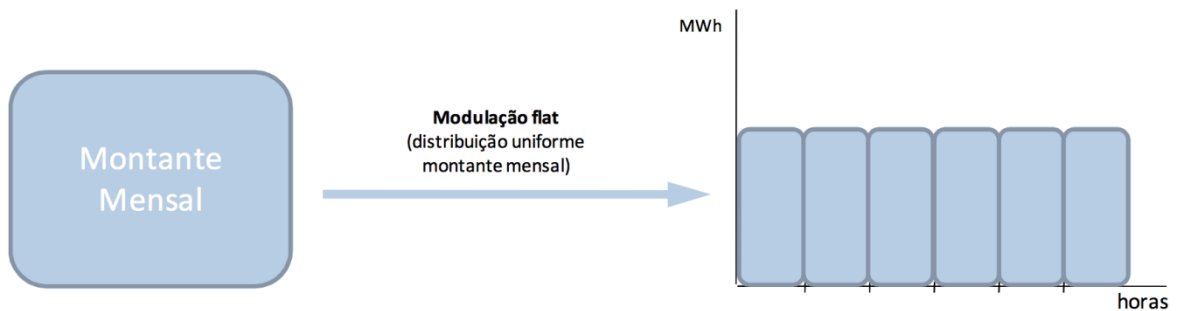 Montante
Mensal
Modulação flat
(distribuição uniforme
montante mensal)
MWh
horas